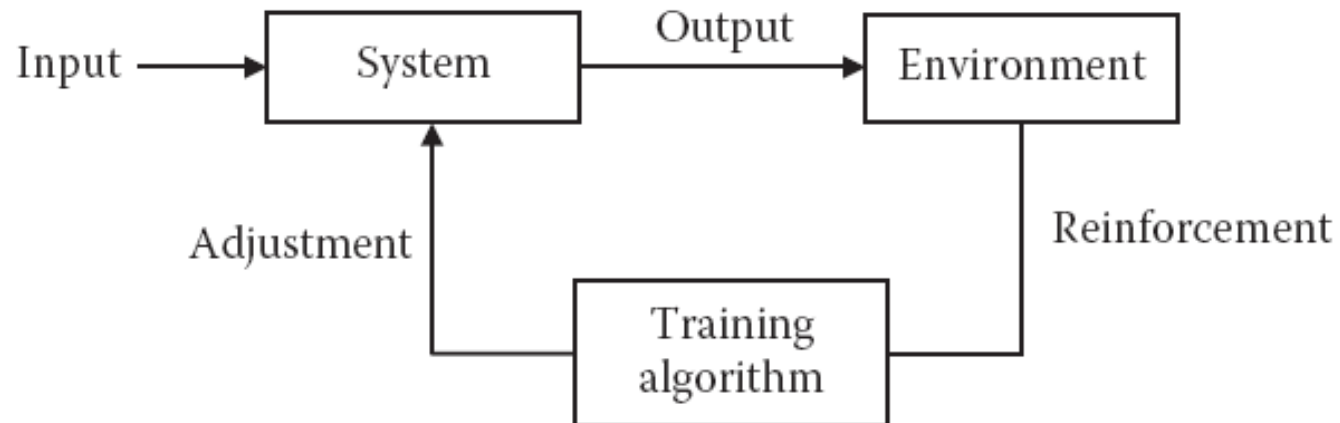 Input
System
Output
Environment
Adjustment
Reinforcement
Training
algorithm